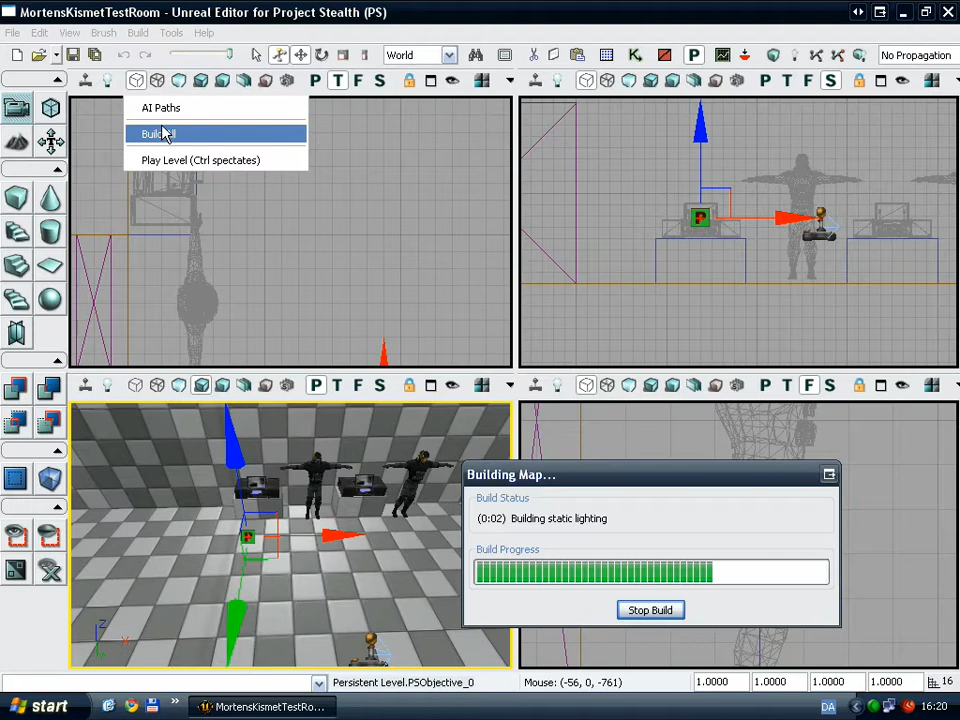 MortensKismetTestRoom - Unreal Editor for Project Stealth (PS)
File Edit View Brush Build Tools Help
World
P
No Propagation
P T F S
P T F S
AI Paths
Play Level (Ctrl spectates)
P T F S
P T F S
Building Map...
Build Status
(0:02) Building static lighting
Build Progress
Stop Build
Z
X
Persistent Level.PSObjective_0
Mouse: (-56, 0, -761)
1.0000
1.0000
1.0000
1.0000
16
start
MortensKismetTestRo...
DA
16:20